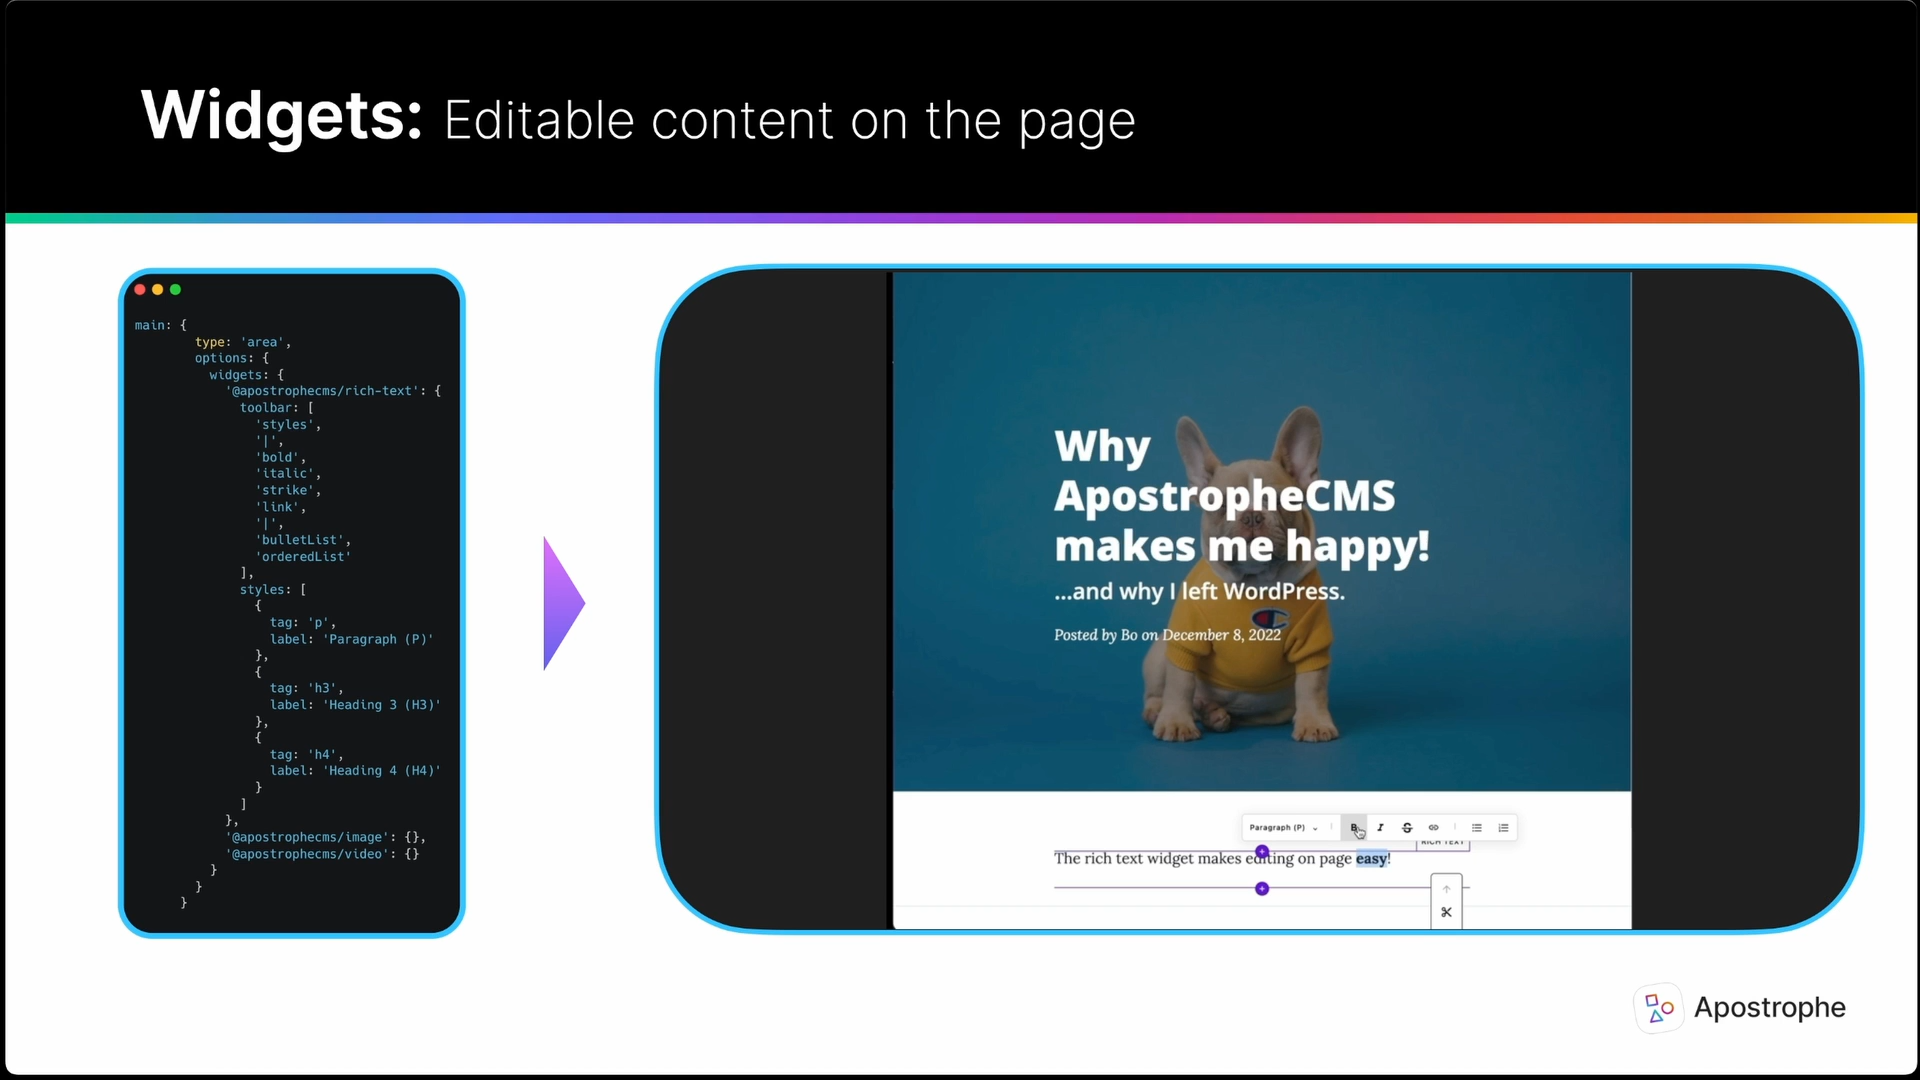 Widgets: Editable content on the page
main: {
type: 'area',
options: {
widgets: {
'@apostrophecms/rich-text': {
toolbar: [
'styles',
'|',
'bold',
'italic',
'strike',
'link',
'|',
'bulletList',
'orderedList'
],
styles: [
{
tag: 'p',
label: 'Paragraph (P)'
},
{
tag: 'h3',
label: 'Heading 3 (H3)'
},
{
tag: 'h4',
label: 'Heading 4 (H4)'
}
]
},
'@apostrophecms/image': {},
'@apostrophecms/video': {}
}
}
}
Why
ApostropheCMS
makes me happy!
...and why I left WordPress.
Posted by Bo on December 8, 2022
Paragraph (P) B I S
RICH TEXT
The rich text widget makes editing on page easy!
Apostrophe